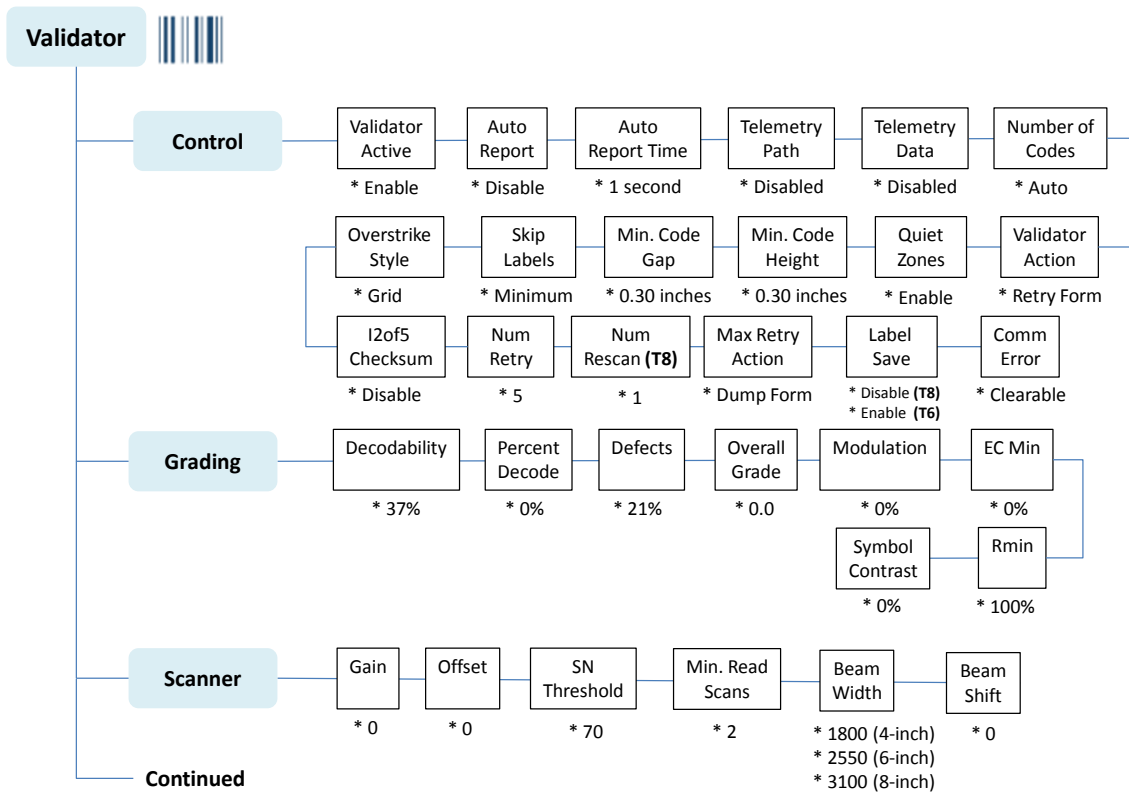 Validator
Control
Validator
Active
* Enable
Auto
Report
* Disable
Auto
Report Time
* 1 second
Telemetry
Path
* Disabled
Telemetry
Data
* Disabled
Number of
Codes
* Auto
Overstrike
Style
* Grid
Skip
Labels
* Minimum
Min. Code
Gap
* 0.30 inches
Min. Code
Height
* 0.30 inches
Quiet
Zones
* Enable
Validator
Action
* Retry Form
I2of5
Checksum
* Disable
Num
Retry
* 5
Num
Rescan (T8)
* 1
Max Retry
Action
* Dump Form
Label
Save
* Disable (T8)
* Enable (T6)
Comm
Error
* Clearable
Grading
Decodability
* 37%
Percent
Decode
* 0%
Defects
* 21%
Overall
Grade
* 0.0
Modulation
* 0%
EC Min
* 0%
Symbol
Contrast
* 0%
Rmin
* 100%
Scanner
Gain
* 0
Offset
* 0
SN
Threshold
* 70
Min. Read
Scans
* 2
Beam
Width
* 1800 (4-inch)
* 2550 (6-inch)
* 3100 (8-inch)
Beam
Shift
* 0
Continued